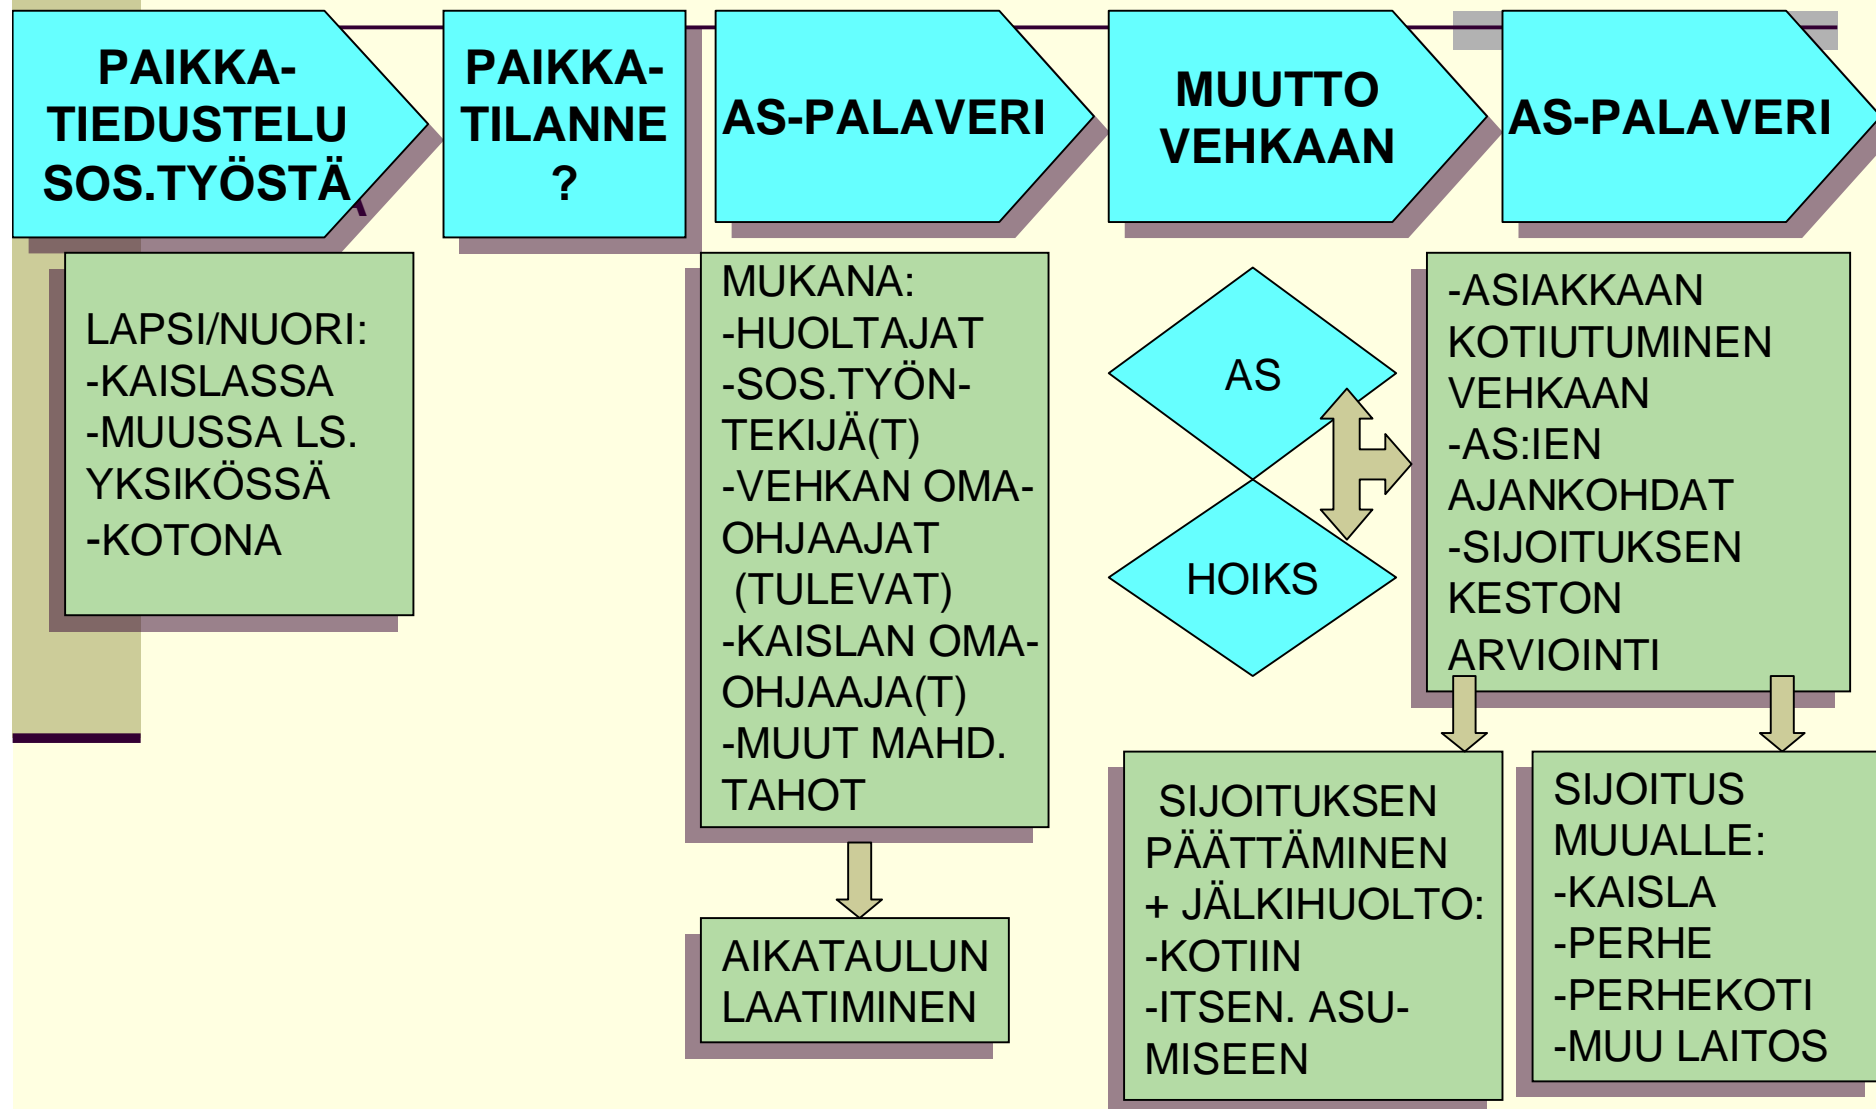 PAIKKA-
TIEDUSTELU
SOS.TYÖSTÄ
PAIKKA-
TILANNE
?
AS-PALAVERI
MUUTTO
VEHKAAN
AS-PALAVERI
LAPSI/NUORI:
-KAISLASSA
-MUUSSA LS.
YKSIKÖSSÄ
-KOTONA
MUKANA:
-HUOLTAJAT
-SOS.TYÖN-
TEKIJÄ(T)
-VEHKAN OMA-
OHJAAJAT
(TULEVAT)
-KAISLAN OMA-
OHJAAJA(T)
-MUUT MAHD.
TAHOT
AIKATAULUN
LAATIMINEN
AS
HOIKS
-ASIAKKAAN
KOTIUTUMINEN
VEHKAAN
-AS:IEN
AJANKOHDAT
-SIJOITUKSEN
KESTON
ARVIOINTI
SIJOITUKSEN
PÄÄTTÄMINEN
+ JÄLKIHUOLTO:
-KOTIIN
-ITSEN. ASU-
MISEEN
SIJOITUS
MUUALLE:
-KAISLA
-PERHE
-PERHEKOTI
-MUU LAITOS